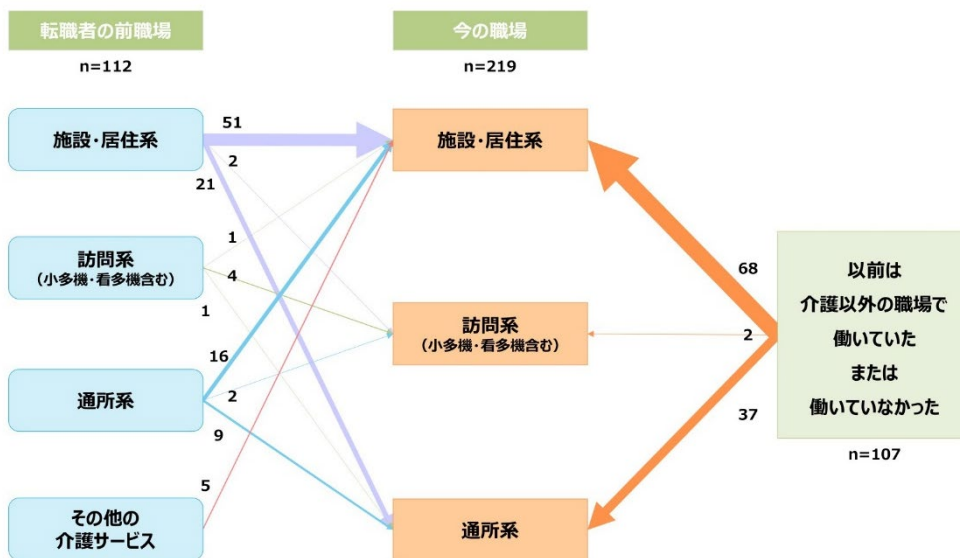 転職者の前職場
今の職場
n=112
n=219
施設・居住系
51
2
21
施設・居住系
訪問系
(小多機・看多機含む)
1
4
1
訪問系
(小多機・看多機含む)
68
2
37
以前は
介護以外の職場で
働いていた
または
働いていなかった
n=107
通所系
16
2
9
その他の
介護サービス
5
通所系